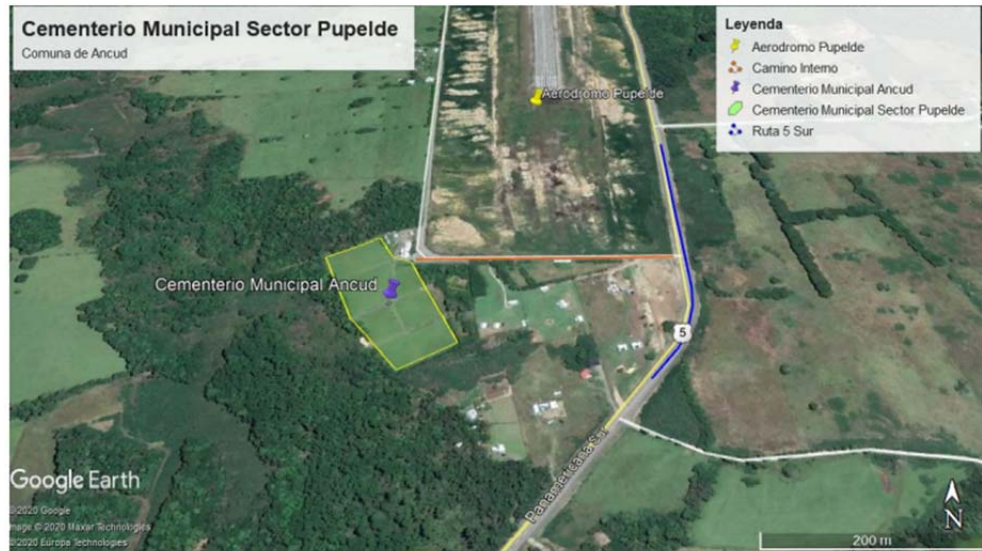 Cementerio Municipal Sector Pupelde
Comuna de Ancud
Leyenda
Aerodromo Pupelde
Camino Interno
Cementerio Municipal Ancud
Cementerio Municipal Sector Pupelde
Ruta 5 Sur
Aerodromo Pupelde
Cementerio Municipal Ancud
5
Panamericana Sur
Google Earth
©2020 Google
Image © 2020 Maxar Technologies
©2020 Europa Technologies
N
200 m